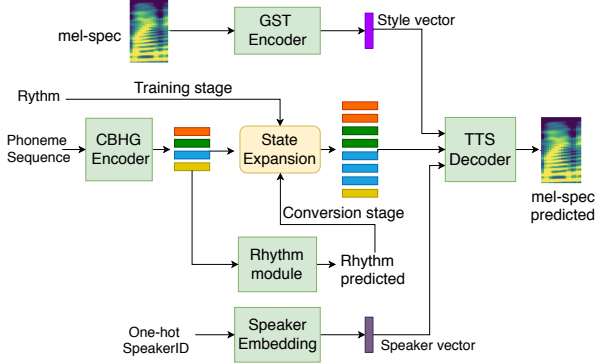 mel-spec
GST
Encoder
Style vector
Rythm
Training stage
Phoneme
Sequence
CBHG
Encoder
State
Expansion
TTS
Decoder
mel-spec
predicted
Conversion stage
Rhythm
module
Rhythm
predicted
One-hot
SpeakerID
Speaker
Embedding
Speaker vector